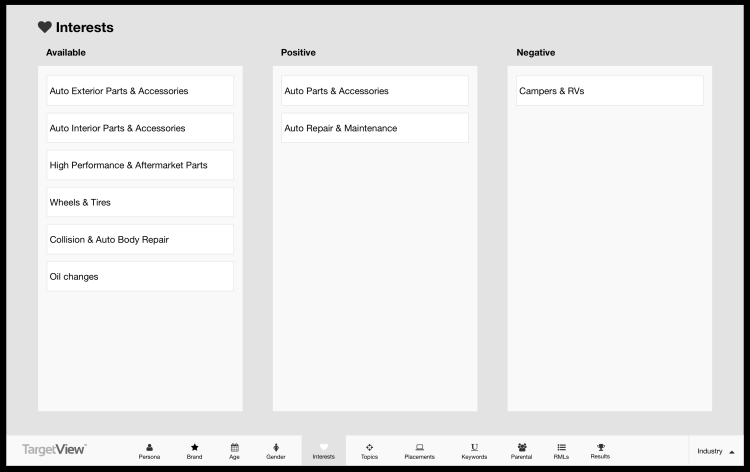 Interests
Available
Positive
Negative
Auto Exterior Parts & Accessories
Auto Parts & Accessories
Campers & RVs
Auto Interior Parts & Accessories
Auto Repair & Maintenance
High Performance & Aftermarket Parts
Wheels & Tires
Collision & Auto Body Repair
Oil changes
TargetView™
Persona
Brand
Age
Gender
Interests
Topics
Placements
Keywords
Parental
RMLs
Results
Industry